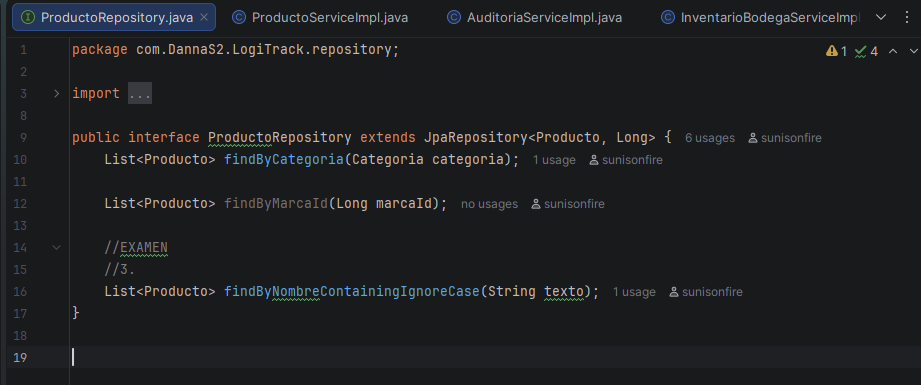 ProductoRepository.java ProductoServiceImpl.java AuditoriaServiceImpl.java InventarioBodegaServiceImpl
1 package com.DannaS2.LogiTrack.repository; 1 4
2
3 import ...
8
9 public interface ProductoRepository extends JpaRepository<Producto, Long> { 6 usages sunisonfire
10 List<Producto> findByCategoria(Categoria categoria); 1 usage sunisonfire
11
12 List<Producto> findByMarcaId(Long marcaId); no usages sunisonfire
13
14 //EXAMEN
15 //3.
16 List<Producto> findByNombreContainingIgnoreCase(String texto); 1 usage sunisonfire
17 }
18
19